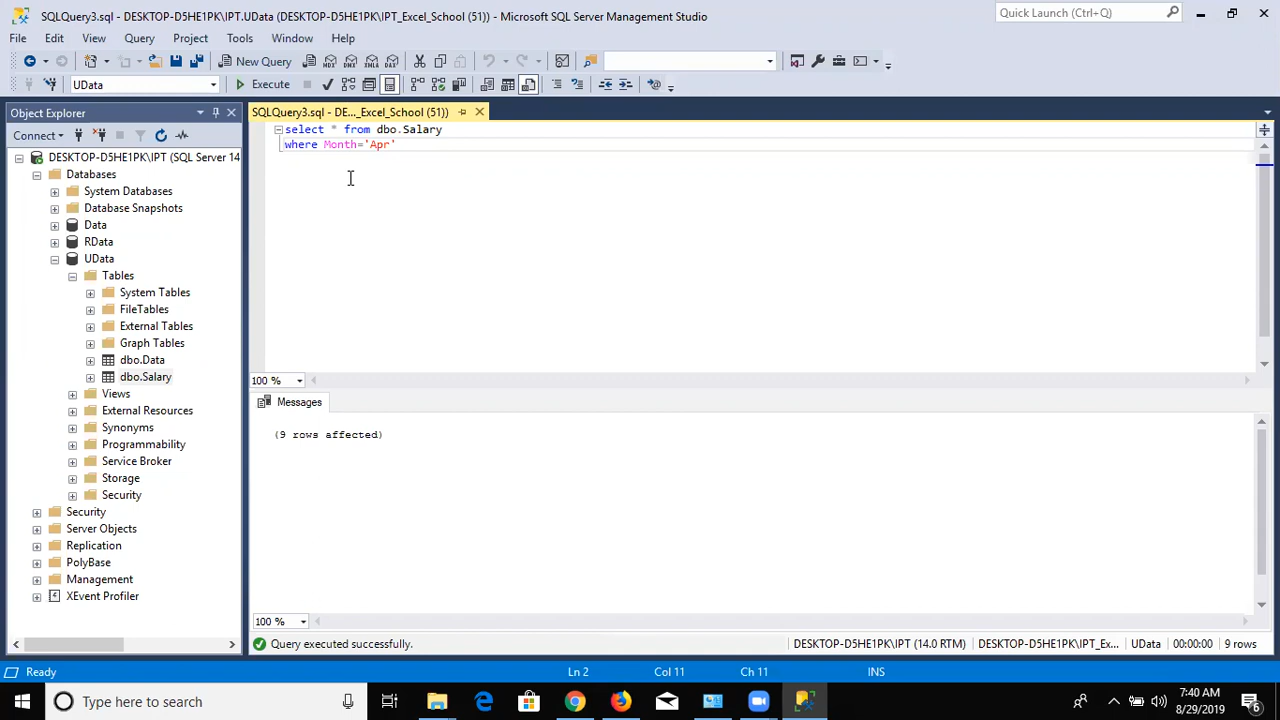 SQLQuery3.sql - DESKTOP-D5HE1PK\IPT.UData (DESKTOP-D5HE1PK\IPT_Excel_School (51)) - Microsoft SQL Server Management Studio
Quick Launch (Ctrl+Q)
File Edit View Query Project Tools Window Help
New Query
MDX DMX XMLA DAX
UData
Execute
Object Explorer
SQLQuery3.sql - DE..._Excel_School (51))
Connect
DESKTOP-D5HE1PK\IPT (SQL Server 14
Databases
System Databases
Database Snapshots
Data
RData
UData
Tables
System Tables
FileTables
External Tables
Graph Tables
dbo.Data
dbo.Salary
Views
External Resources
Synonyms
Programmability
Service Broker
Storage
Security
Security
Server Objects
Replication
PolyBase
Management
XEvent Profiler
select * from dbo.Salary
where Month='Apr'
100 %
Messages
(9 rows affected)
100 %
Query executed successfully.
DESKTOP-D5HE1PK\IPT (14.0 RTM)
DESKTOP-D5HE1PK\IPT_Ex...
UData
00:00:00
9 rows
Ready
Ln 2
Col 11
Ch 11
INS
Type here to search
7:40 AM
8/29/2019
6